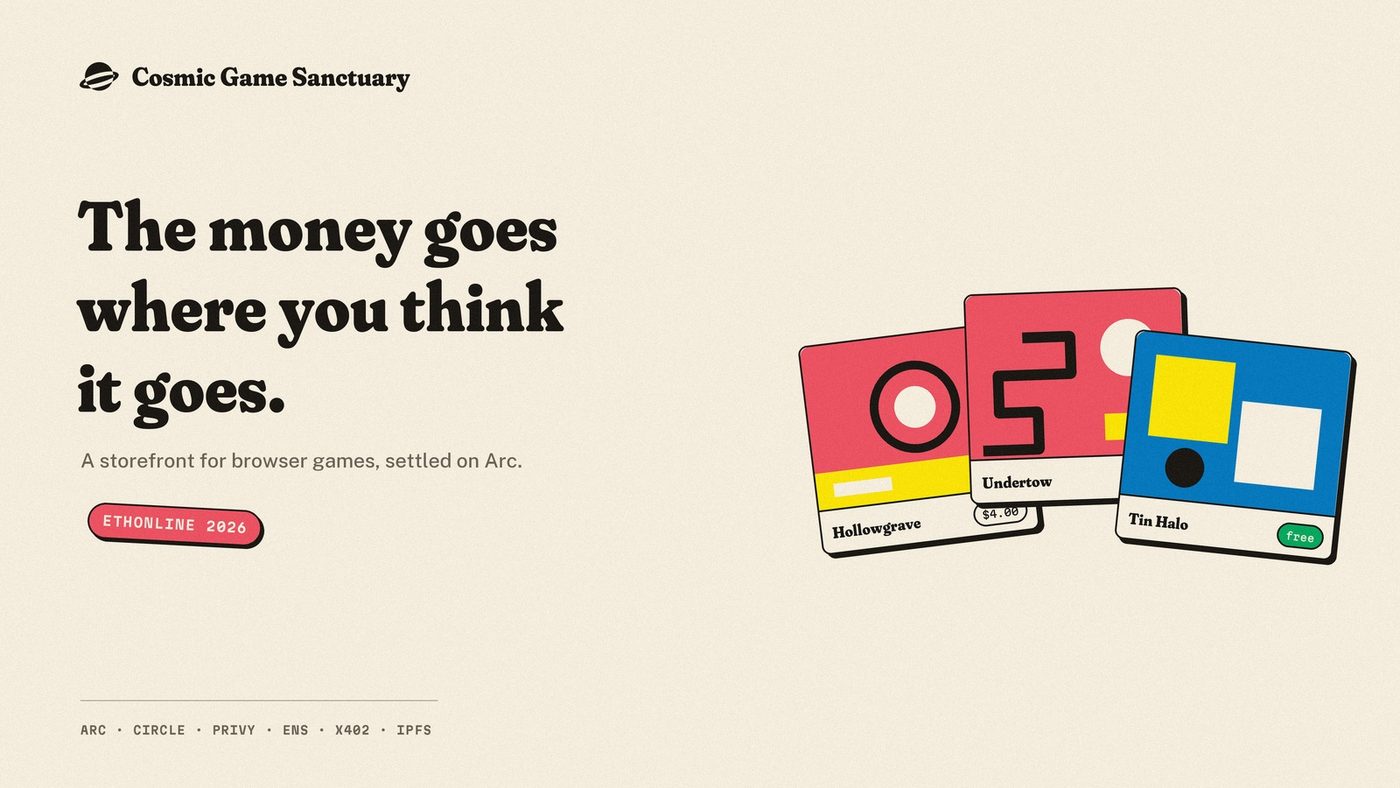 Cosmic Game Sanctuary
The money goes
where you think
it goes.
A storefront for browser games, settled on Arc.
ETHONLINE 2026
Hollowgrave
$4.00
Undertow
Tin Halo
free
ARC · CIRCLE · PRIVY · ENS · X402 · IPFS